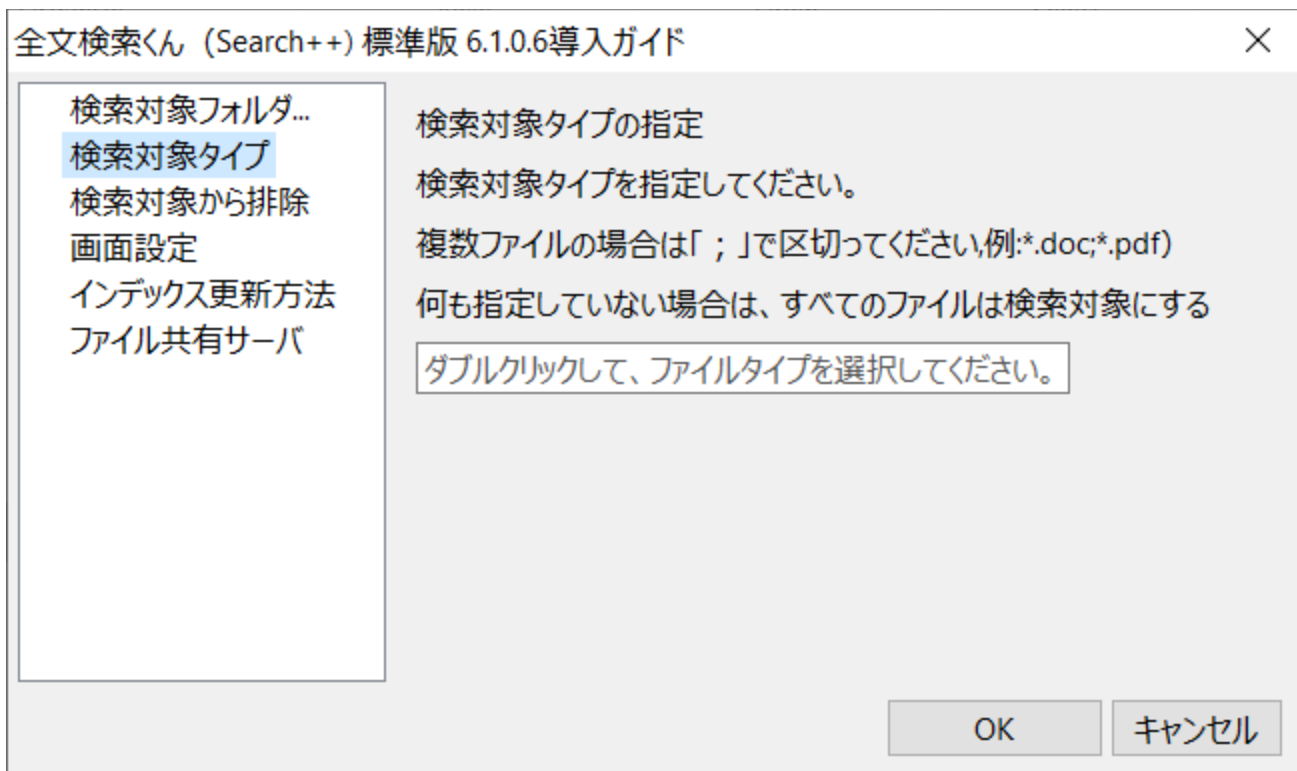 全文検索くん（Search++) 標準版 6.1.0.6導入ガイド
検索対象フォルダ...
検索対象タイプ
検索対象から排除
画面設定
インデックス更新方法
ファイル共有サーバ
検索対象タイプの指定
検索対象タイプを指定してください。
複数ファイルの場合は「；」で区切ってください,例:*.doc;*.pdf）
何も指定していない場合は、すべてのファイルは検索対象にする
ダブルクリックして、ファイルタイプを選択してください。
OK
キャンセル